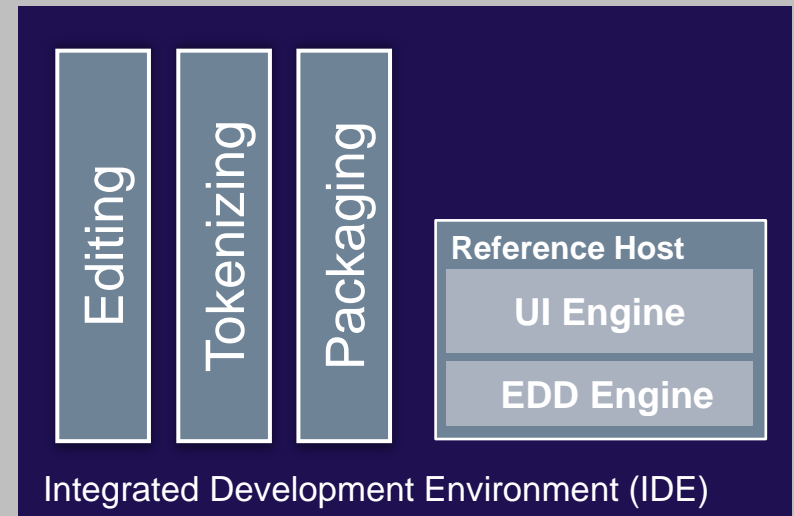 Editing
Tokenizing
Packaging
Reference Host
UI Engine
EDD Engine
Integrated Development Environment (IDE)